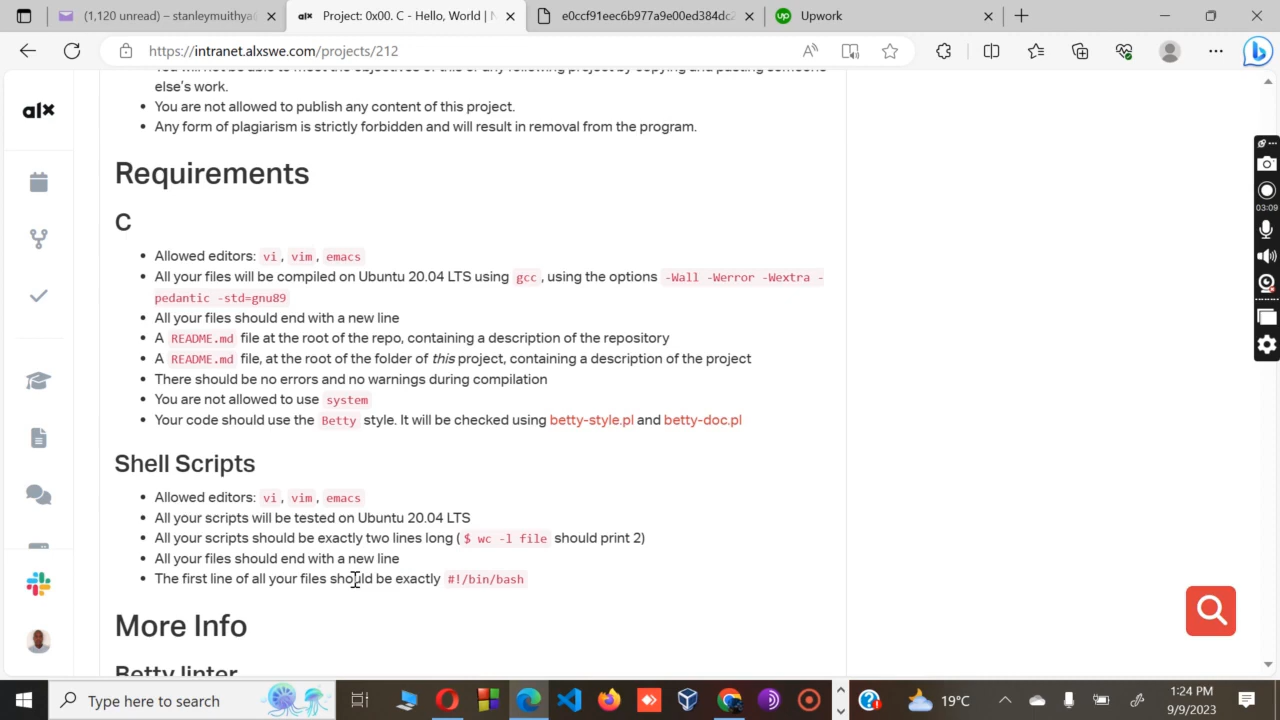 (1,120 unread) -
Project: 0x00. C - Hello, World | N
e0ccf91eec6b977a9e00ed384dc2
Upwork
https://intranet.alxswe.com/projects/212
else's work.
You are not allowed to publish any content of this project.
Any form of plagiarism is strictly forbidden and will result in removal from the program.
alx
Requirements
C
Allowed editors: vi, vim, emacs
All your files will be compiled on Ubuntu 20.04 LTS using gcc, using the options -Wall -Werror -Wextra -
pedantic -std=gnu89
All your files should end with a new line
A README.md file at the root of the repo, containing a description of the repository
A README.md file, at the root of the folder of this project, containing a description of the project
There should be no errors and no warnings during compilation
You are not allowed to use system
Your code should use the Betty style. It will be checked using betty-style.pl and betty-doc.pl
Shell Scripts
Allowed editors: vi, vim, emacs
All your scripts will be tested on Ubuntu 20.04 LTS
All your scripts should be exactly two lines long ($ wc -l file should print 2)
All your files should end with a new line
The first line of all your files should be exactly #!/bin/bash
More Info
Betty linter
03:09
Type here to search
19°C
1:24 PM
9/9/2023